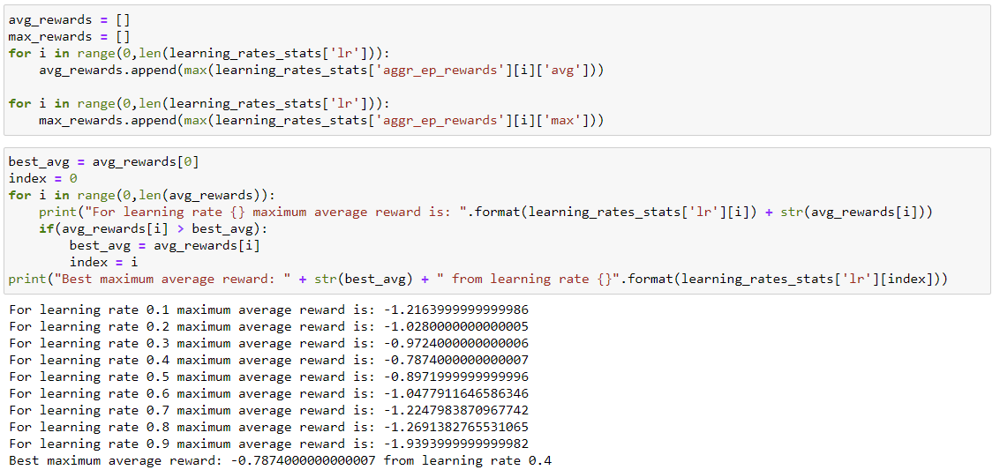 avg_rewards = []
max_rewards = []
for i in range(0,len(learning_rates_stats['lr'])):
    avg_rewards.append(max(learning_rates_stats['aggr_ep_rewards'][i]['avg']))

for i in range(0,len(learning_rates_stats['lr'])):
    max_rewards.append(max(learning_rates_stats['aggr_ep_rewards'][i]['max']))
best_avg = avg_rewards[0]
index = 0
for i in range(0,len(avg_rewards)):
    print("For learning rate {} maximum average reward is: ".format(learning_rates_stats['lr'][i]) + str(avg_rewards[i]))
    if(avg_rewards[i] > best_avg):
        best_avg = avg_rewards[i]
        index = i
print("Best maximum average reward: " + str(best_avg) + " from learning rate {}".format(learning_rates_stats['lr'][index]))
For learning rate 0.1 maximum average reward is: -1.2163999999999986
For learning rate 0.2 maximum average reward is: -1.0280000000000005
For learning rate 0.3 maximum average reward is: -0.9724000000000006
For learning rate 0.4 maximum average reward is: -0.7874000000000007
For learning rate 0.5 maximum average reward is: -0.8971999999999996
For learning rate 0.6 maximum average reward is: -1.0477911646586346
For learning rate 0.7 maximum average reward is: -1.2247983870967742
For learning rate 0.8 maximum average reward is: -1.2691382765531065
For learning rate 0.9 maximum average reward is: -1.9393999999999982
Best maximum average reward: -0.7874000000000007 from learning rate 0.4